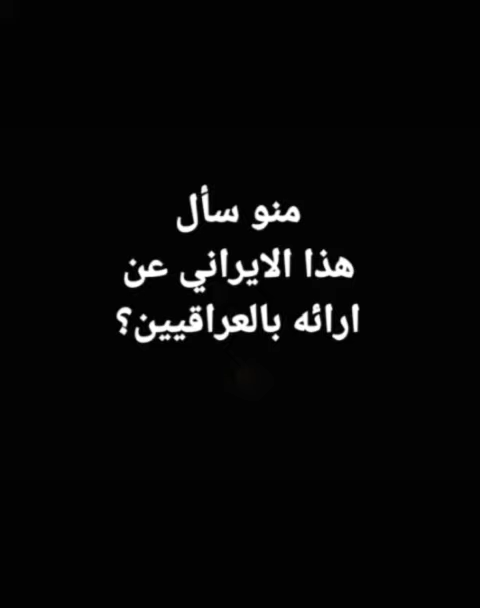 منو سأل
هذا الايراني عن
ارائه بالعراقيين؟